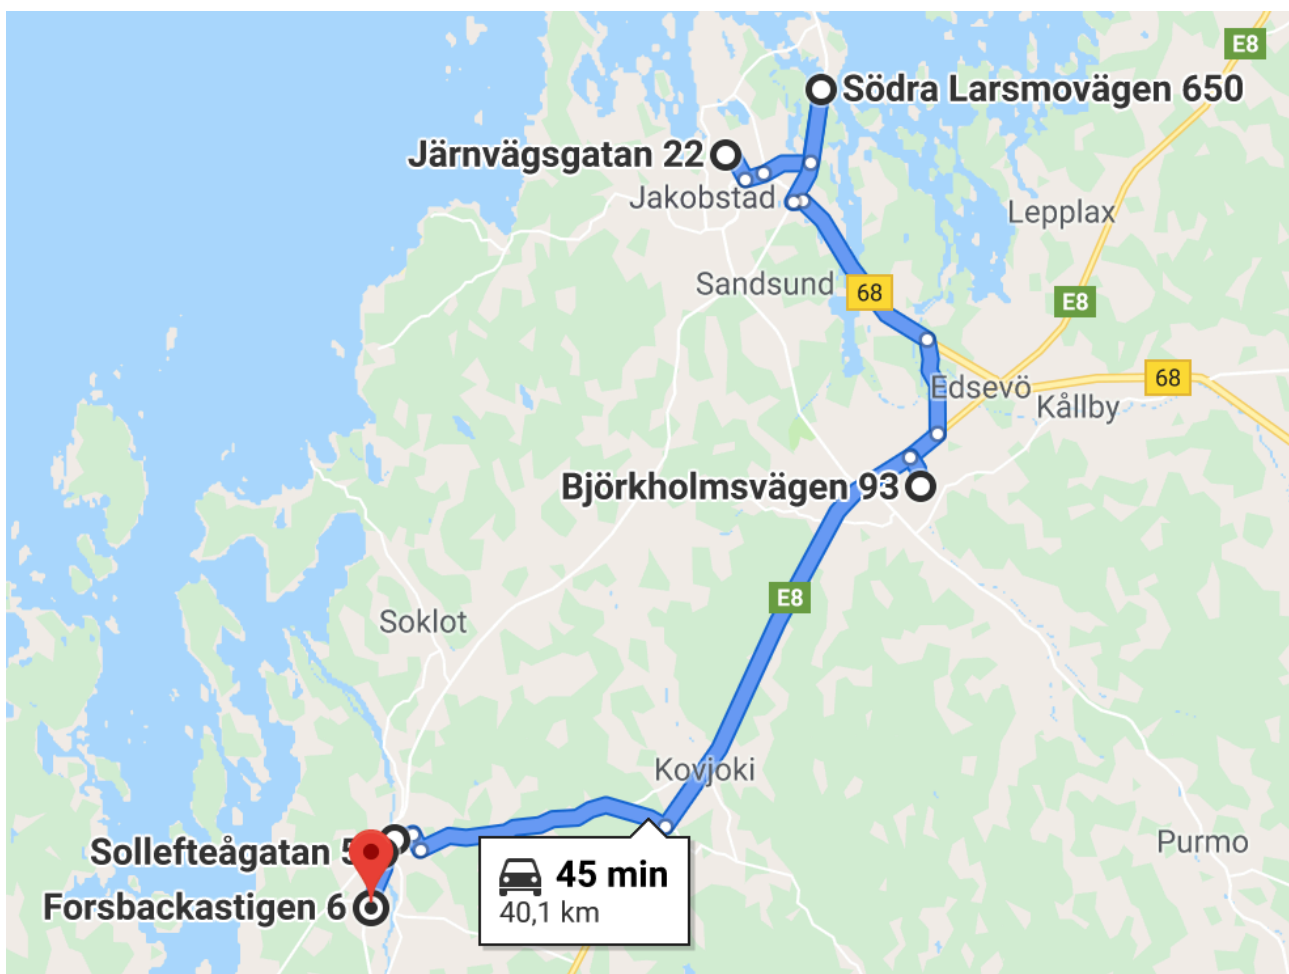 E8
Södra Larsmovägen 650
Järnvägsgatan 22
Jakobstad
Lepplax
Sandsund
68
E8
68
Edsevö
Kållby
Björkholmsvägen 93
E8
Soklot
Kovjoki
Sollefteågatan
Purmo
45 min
40,1 km
Forsbackastigen 6